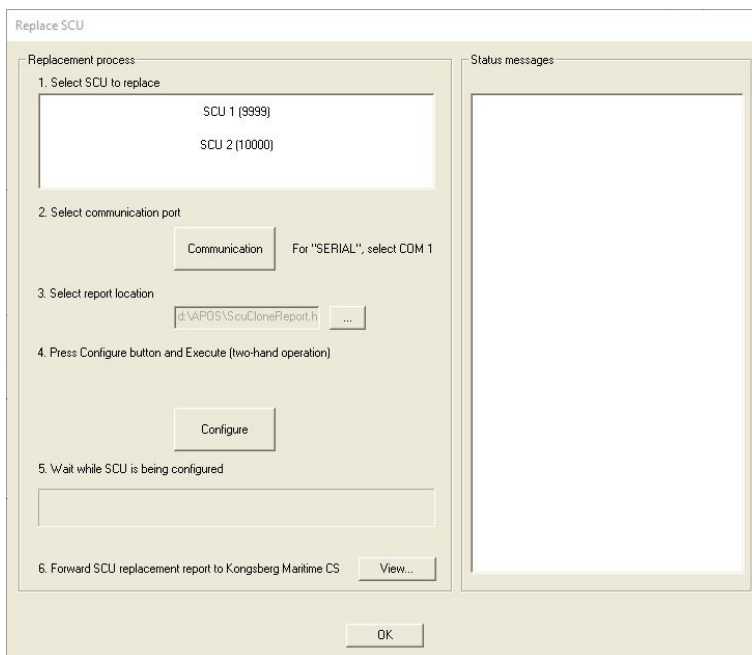 Replace SCU
Replacement process
1. Select SCU to replace
SCU 1 (9999)
SCU 2 (10000)
2. Select communication port
Communication
For "SERIAL", select COM 1
3. Select report location
d:\APOS\ScuCloneReport.h
...
4. Press Configure button and Execute (two-hand operation)
Configure
5. Wait while SCU is being configured
6. Forward SCU replacement report to Kongsberg Maritime CS
View...
Status messages
OK